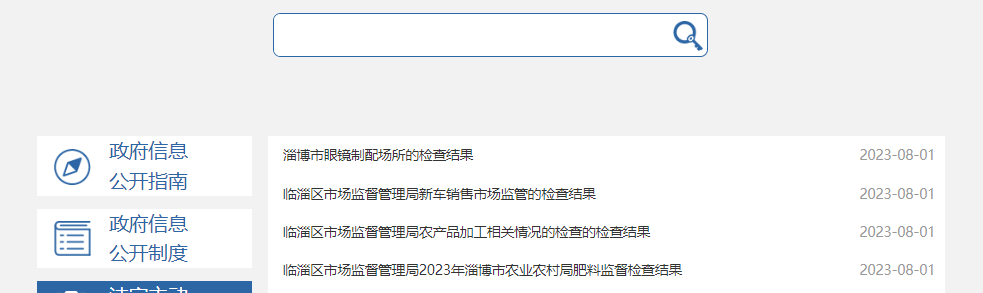 政府信息
公开指南
政府信息
公开制度
法定主动
淄博市眼镜制配场所的检查结果 2023-08-01
临淄区市场监督管理局新车销售市场监管的检查结果 2023-08-01
临淄区市场监督管理局农产品加工相关情况的检查的检查结果 2023-08-01
临淄区市场监督管理局2023年淄博市农业农村局肥料监督检查结果 2023-08-01